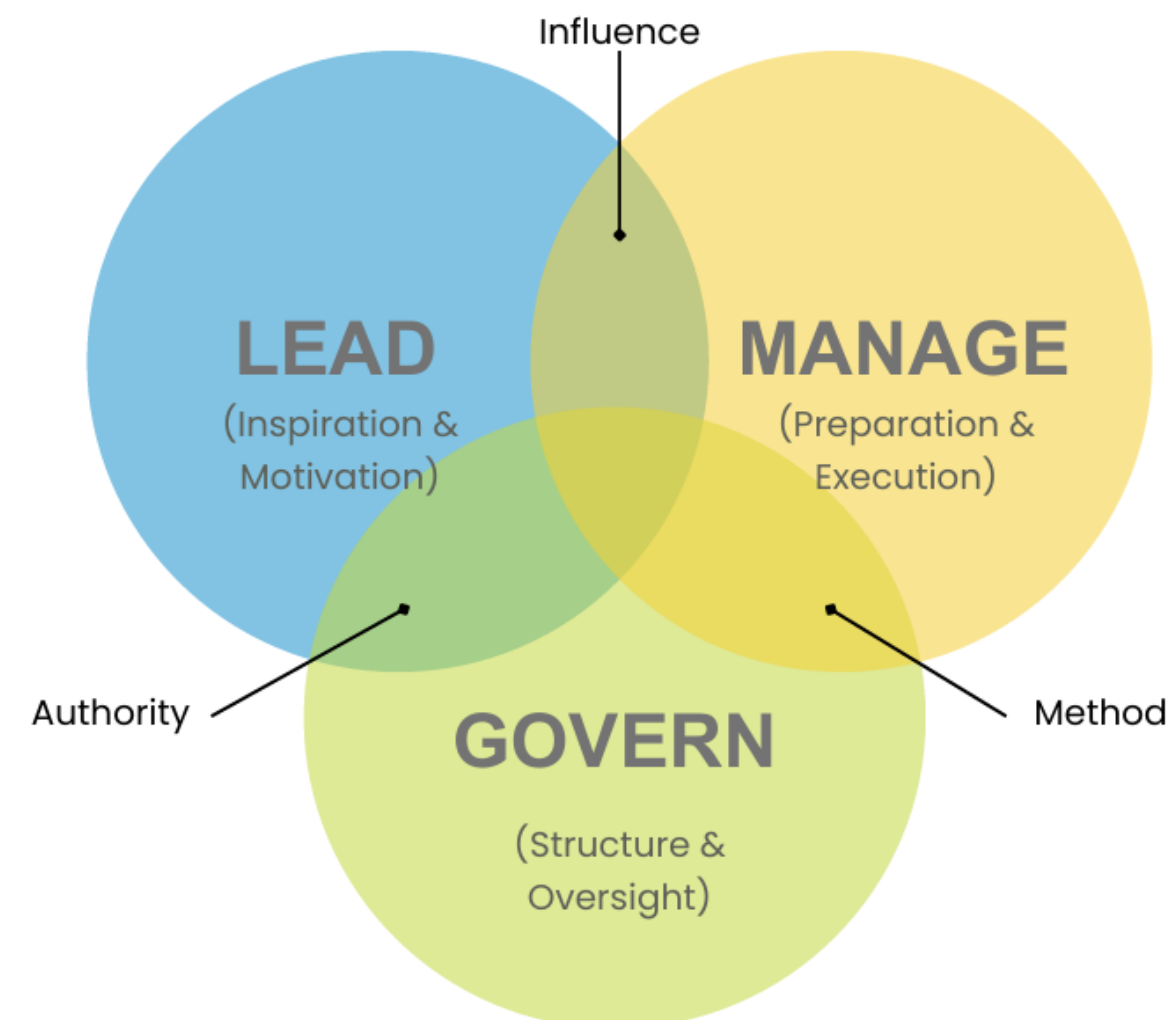 Influence
LEAD
(Inspiration &
Motivation)
MANAGE
(Preparation &
Execution)
Authority
Method
GOVERN
(Structure &
Oversight)